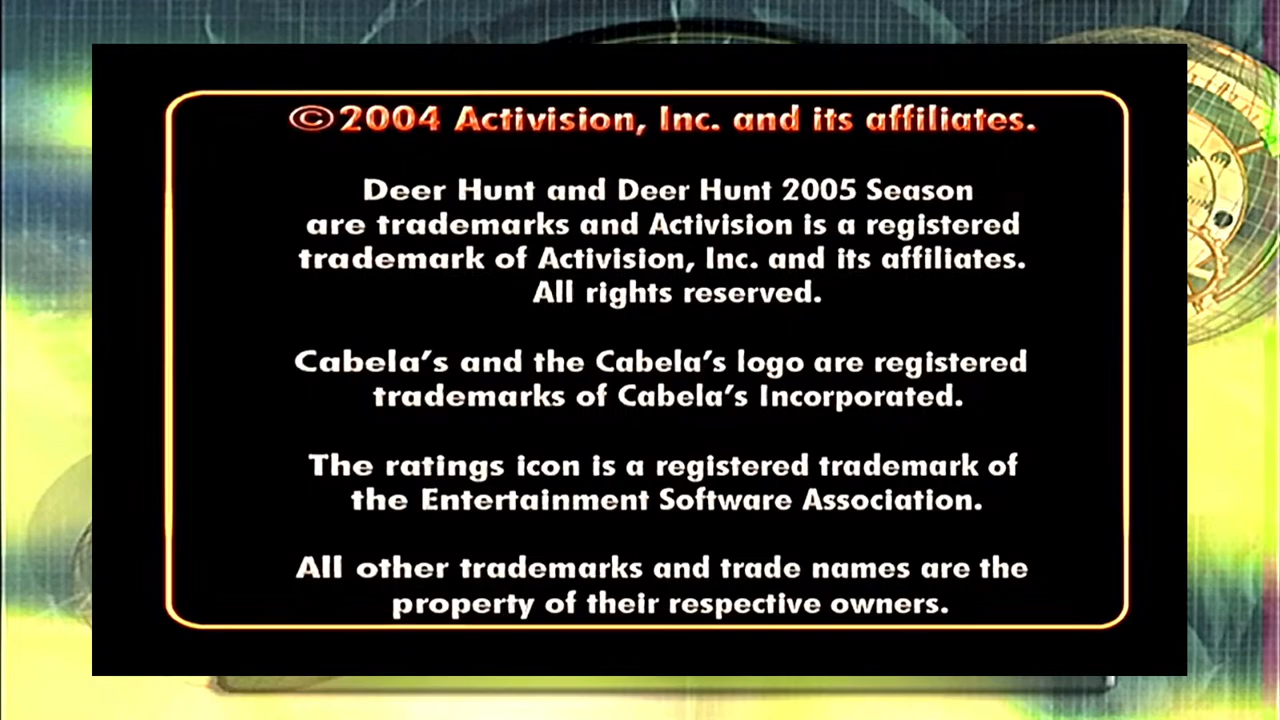 ©2004 Activision, Inc. and its affiliates.
Deer Hunt and Deer Hunt 2005 Season
are trademarks and Activision is a registered
trademark of Activision, Inc. and its affiliates.
All rights reserved.
Cabela's and the Cabela's logo are registered
trademarks of Cabela's Incorporated.
The ratings icon is a registered trademark of
the Entertainment Software Association.
All other trademarks and trade names are the
property of their respective owners.